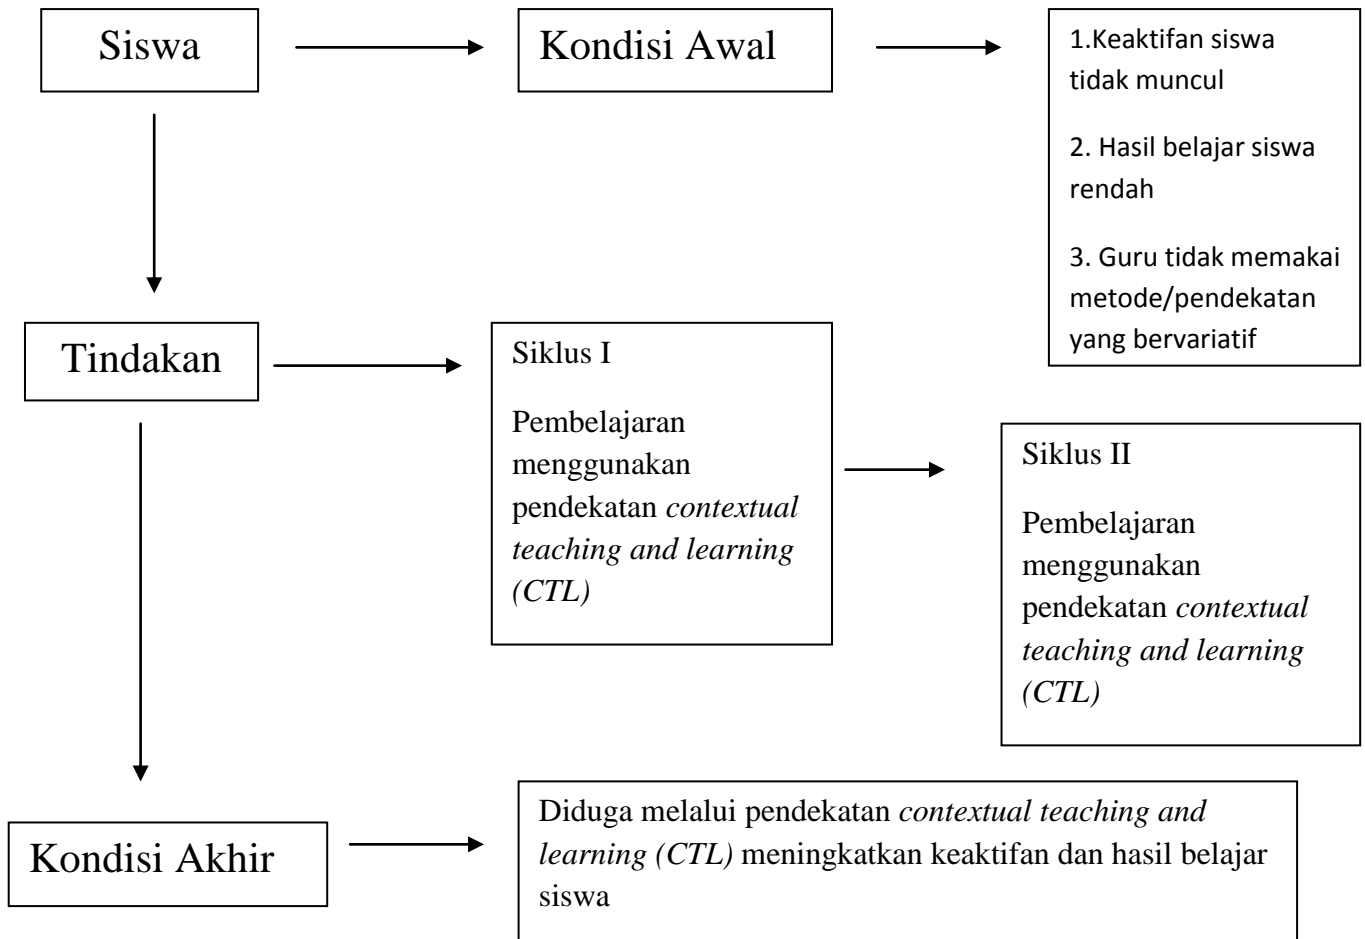 Siswa
Kondisi Awal
1.Keaktifan siswa
tidak muncul
2. Hasil belajar siswa
rendah
3. Guru tidak memakai
metode/pendekatan
yang bervariatif
Tindakan
Siklus I
Pembelajaran
menggunakan
pendekatan contextual
teaching and learning
(CTL)
Siklus II
Pembelajaran
menggunakan
pendekatan contextual
teaching and learning
(CTL)
Kondisi Akhir
Diduga melalui pendekatan contextual teaching and
learning (CTL) meningkatkan keaktifan dan hasil belajar
siswa